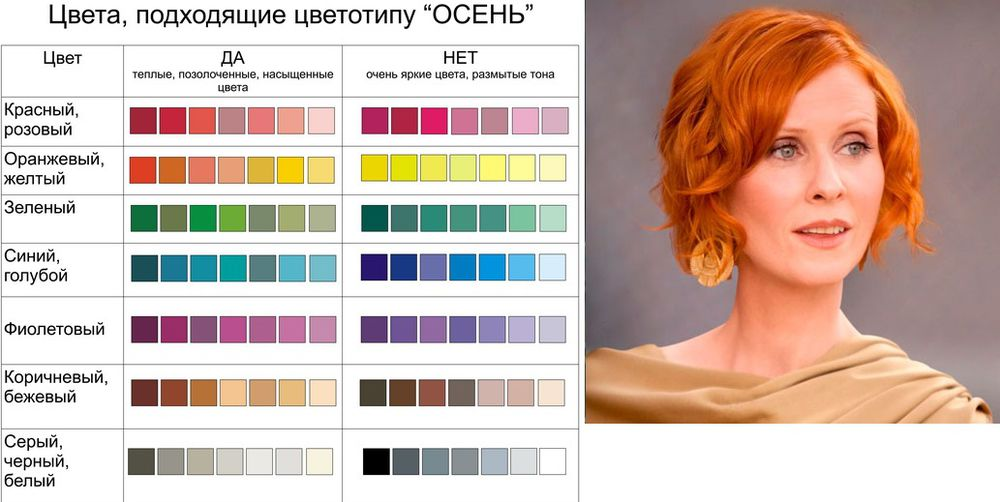 Цвета, подходящие цветотипу “ОСЕНЬ”
Цвет
ДА
теплые, позолоченные, насыщенные
цвета
НЕТ
очень яркие цвета, размытые тона
Красный,
розовый
Оранжевый,
желтый
Зеленый
Синий,
голубой
Фиолетовый
Коричневый,
бежевый
Серый,
черный,
белый